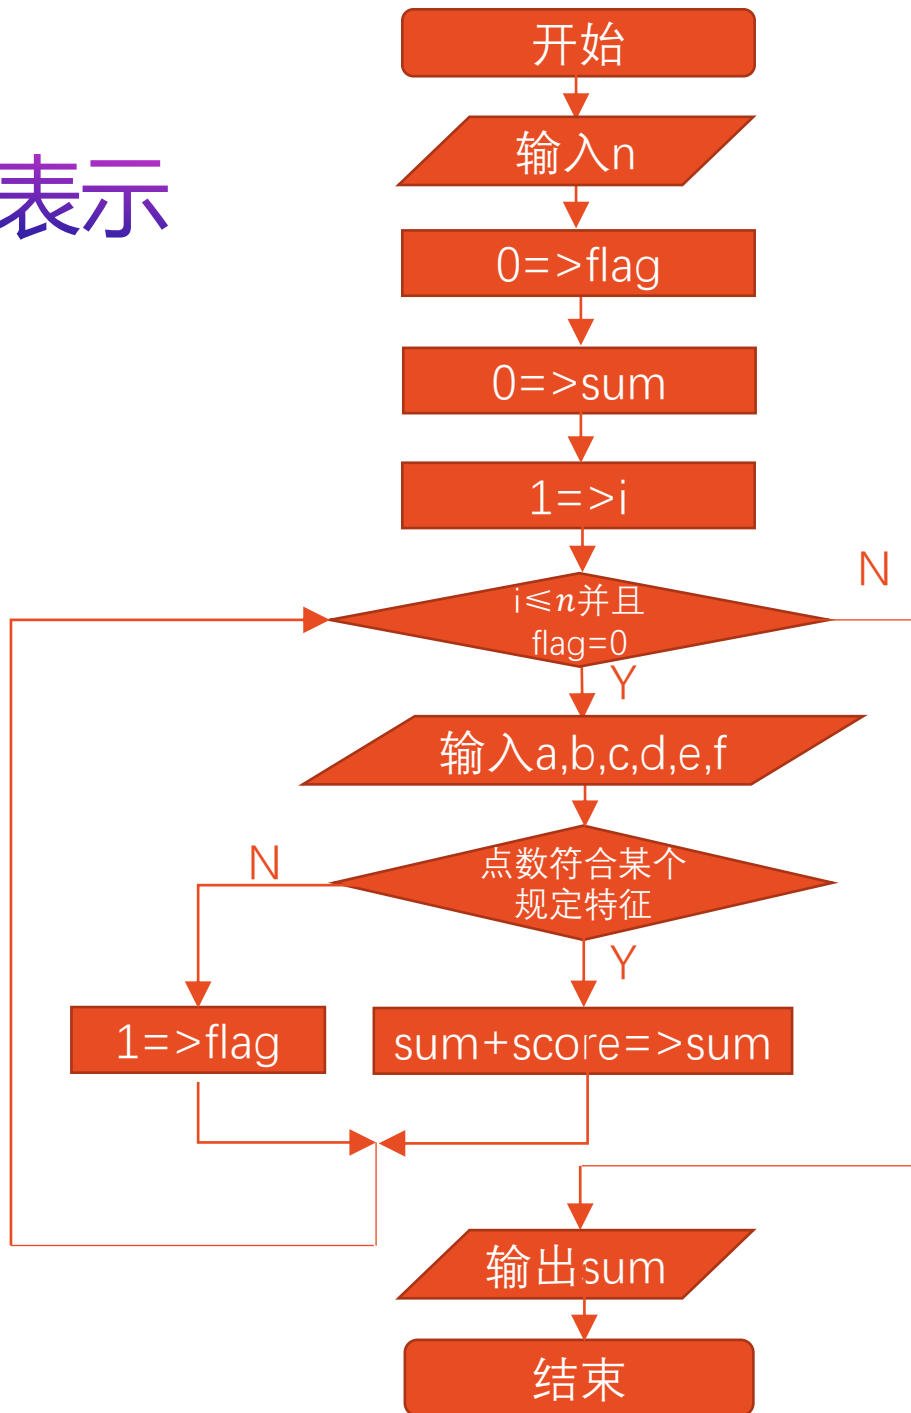 表示
开始
输入n
0=>flag
0=>sum
1=>i
N
i≤n并且
flag=0
Y
输入a,b,c,d,e,f
点数符合某个
规定特征
N
Y
1=>flag
sum+score=>sum
输出sum
结束